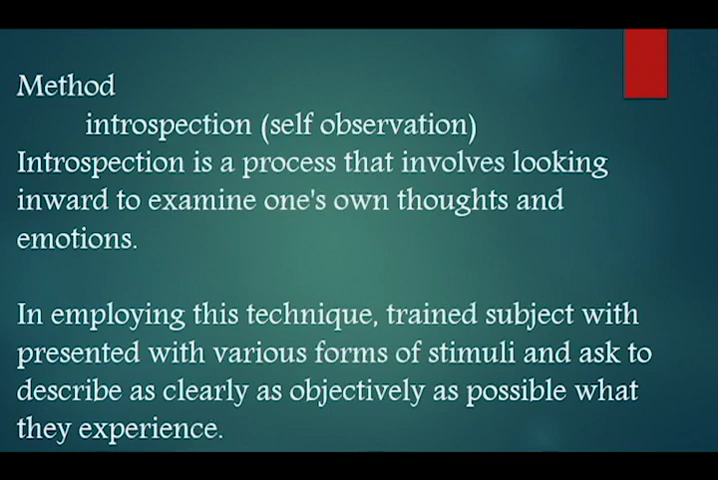 Method
introspection (self observation)
Introspection is a process that involves looking
inward to examine one's own thoughts and
emotions.
In employing this technique, trained subject with
presented with various forms of stimuli and ask to
describe as clearly as objectively as possible what
they experience.